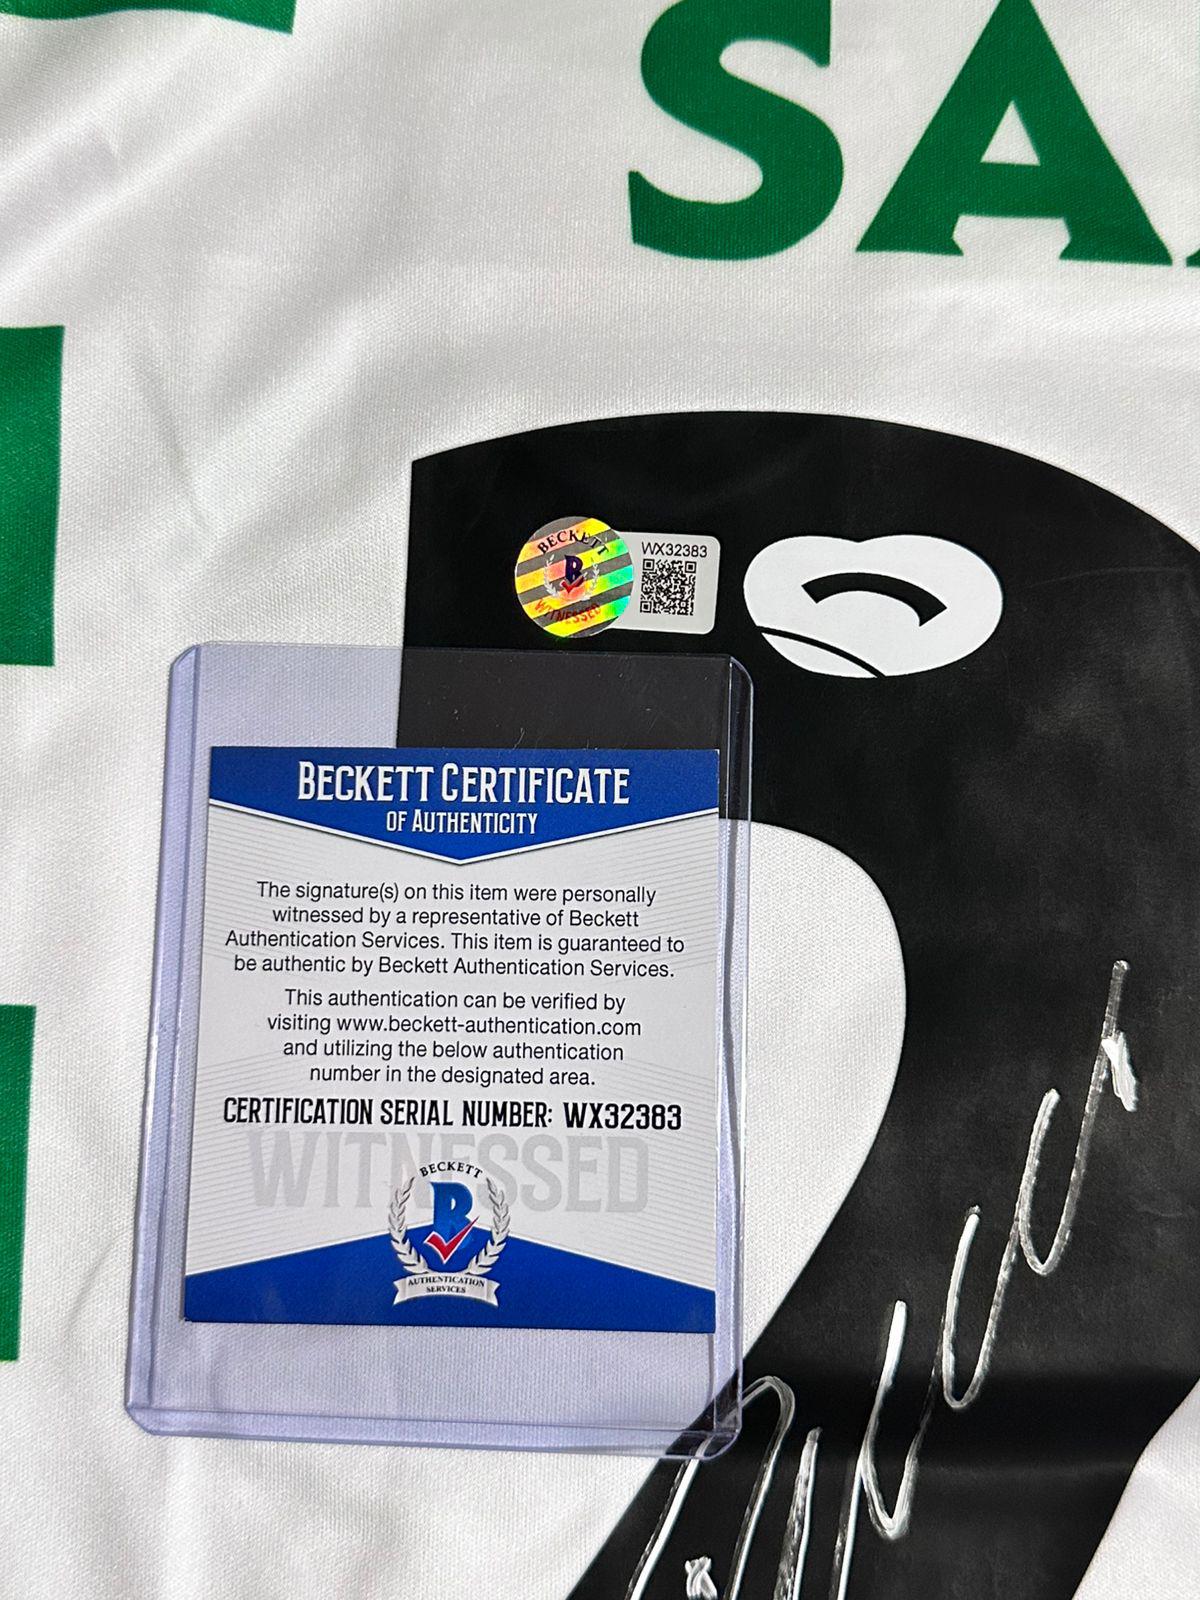 SA
BECKETT
WITNESSED
WX32383
BECKETT CERTIFICATE
OF AUTHENTICITY
The signature(s) on this item were personally
witnessed by a representative of Beckett
Authentication Services. This item is guaranteed to
be authentic by Beckett Authentication Services.
This authentication can be verified by
visiting www.beckett-authentication.com
and utilizing the below authentication
number in the designated area.
CERTIFICATION SERIAL NUMBER: WX32383
WITNESSED
BECKETT
B
AUTHENTICATION
SERVICES